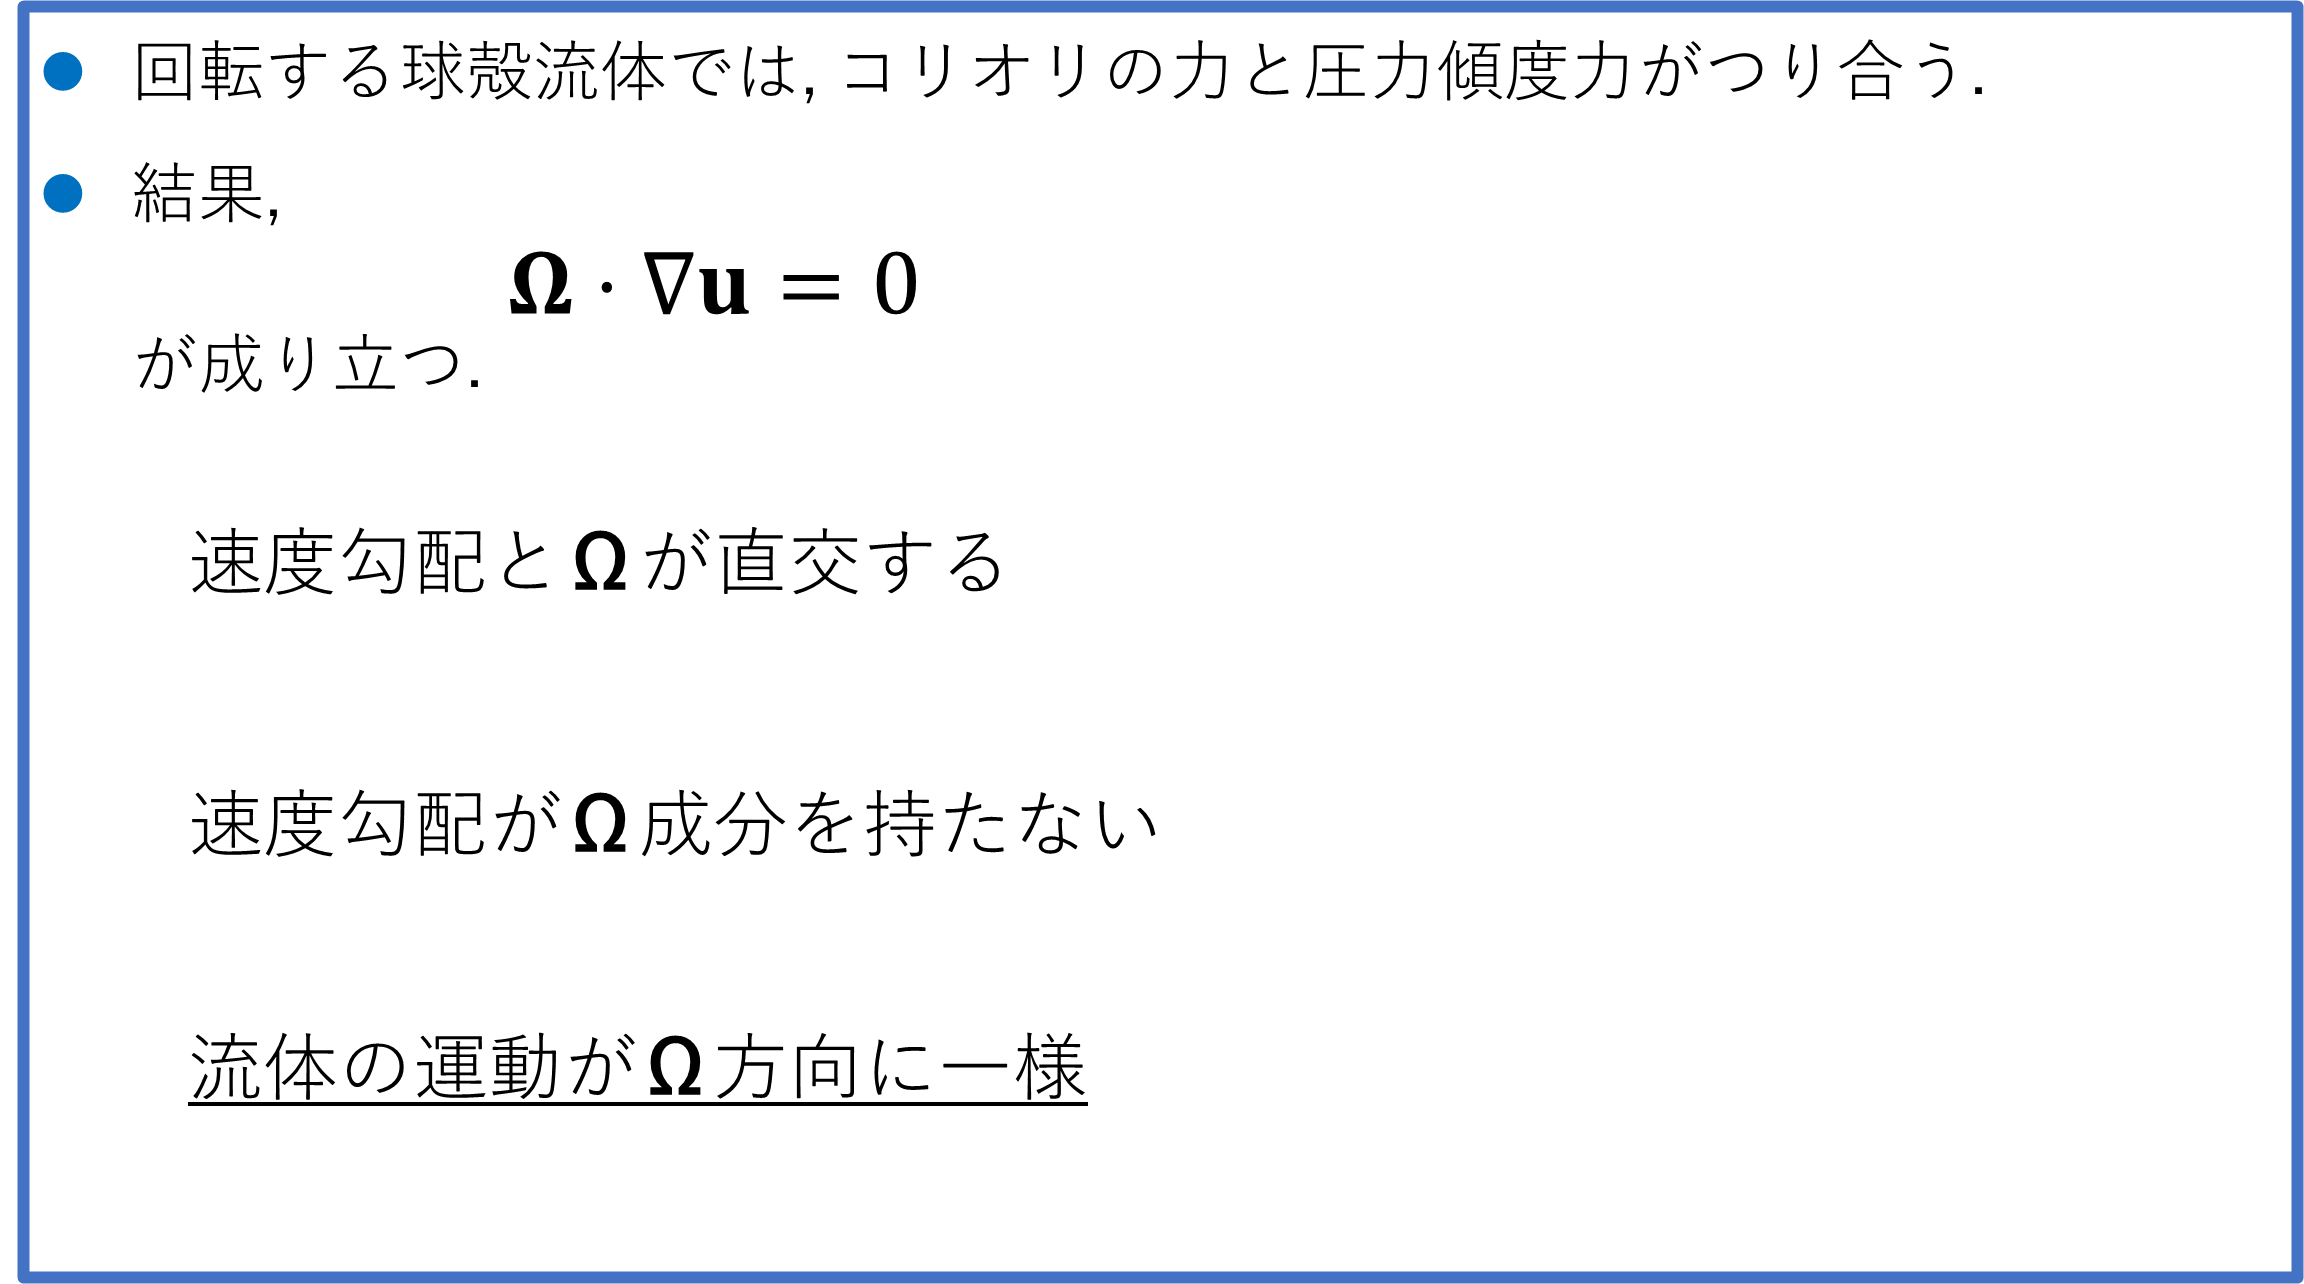 ● 回転する球殻流体では, コリオリの力と圧力傾度力がつり合う.
● 結果,
𝛀 · ∇𝐮 = 0
が成り立つ.
速度勾配と𝛀が直交する
速度勾配が𝛀成分を持たない
流体の運動が𝛀方向に一様